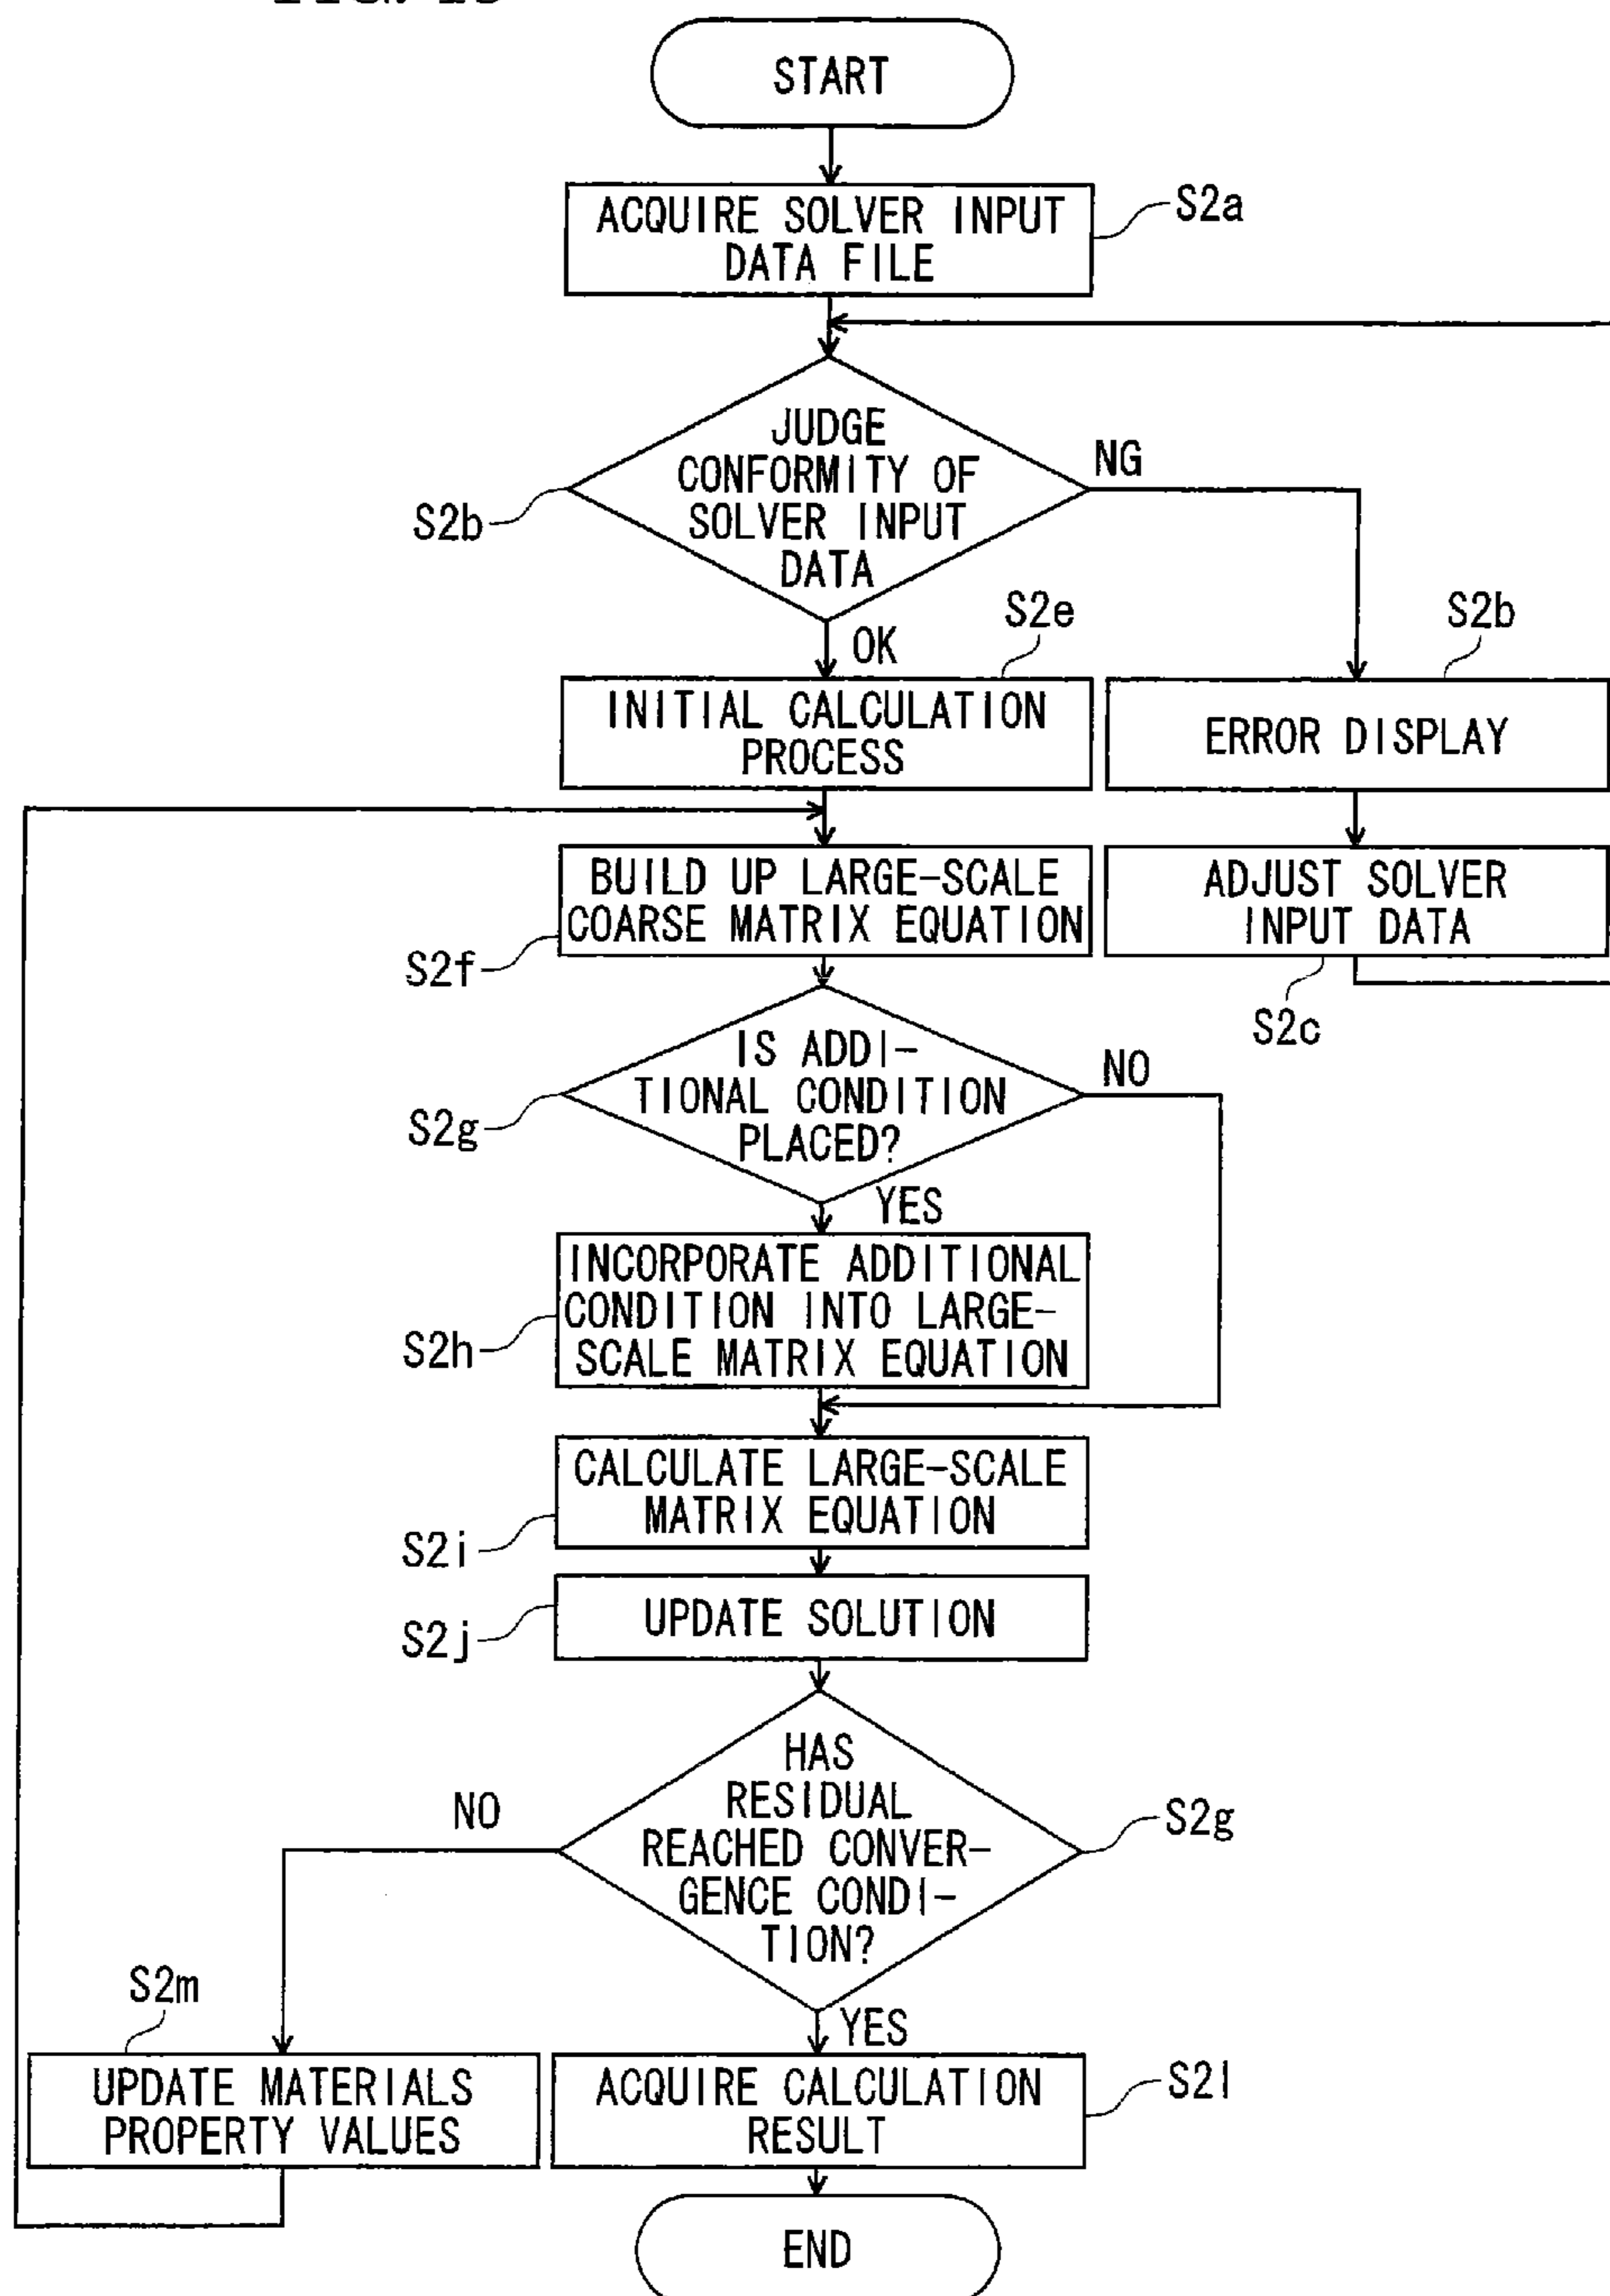 START
ACQUIRE SOLVER INPUT
DATA FILE
S2a
JUDGE
CONFORMITY OF
SOLVER INPUT
DATA
NG
S2b
OK
S2e
S2b
INITIAL CALCULATION
PROCESS
ERROR DISPLAY
BUILD UP LARGE-SCALE
COARSE MATRIX EQUATION
S2f
ADJUST SOLVER
INPUT DATA
S2c
IS ADDI-
TIONAL CONDITION
PLACED?
NO
S2g
YES
INCORPORATE ADDITIONAL
CONDITION INTO LARGE-
SCALE MATRIX EQUATION
S2h
CALCULATE LARGE-SCALE
MATRIX EQUATION
S2i
UPDATE SOLUTION
S2j
HAS
RESIDUAL
REACHED CONVER-
GENCE CONDI-
TION?
NO
S2g
YES
S2m
UPDATE MATERIALS
PROPERTY VALUES
ACQUIRE CALCULATION
RESULT
S2l
END